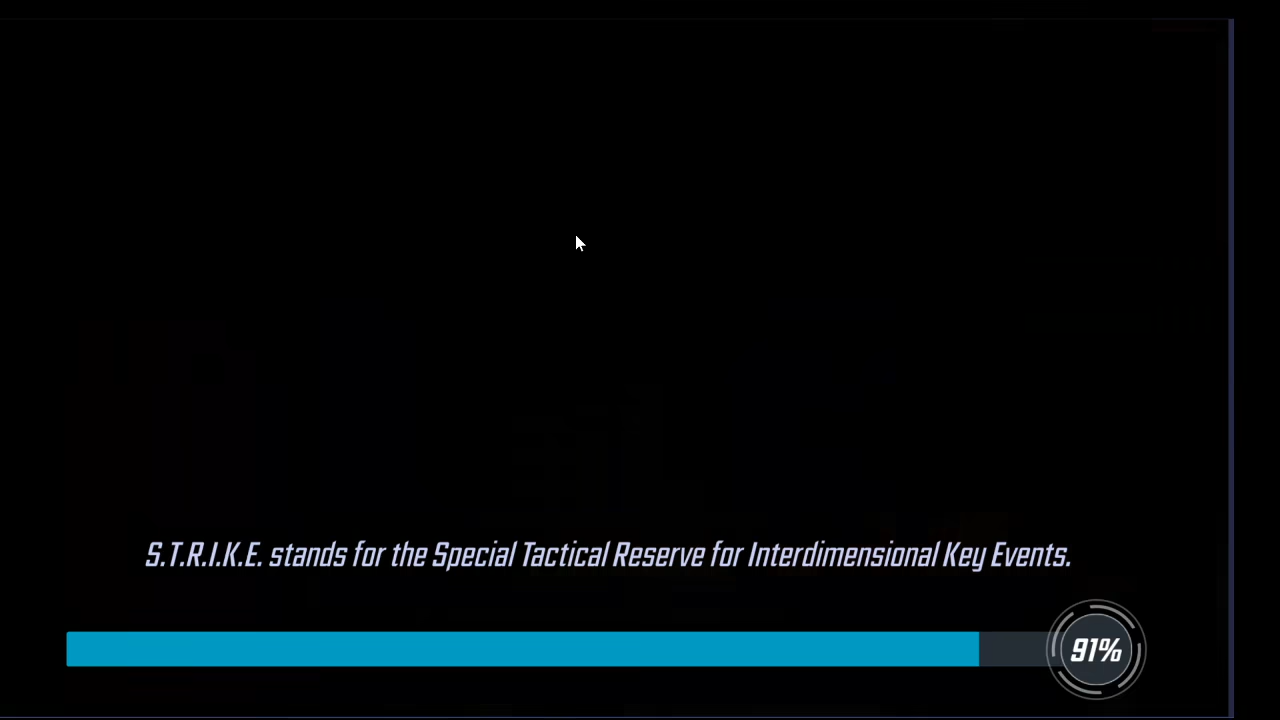 S.T.R.I.K.E. stands for the Special Tactical Reserve for Interdimensional Key Events.
91%